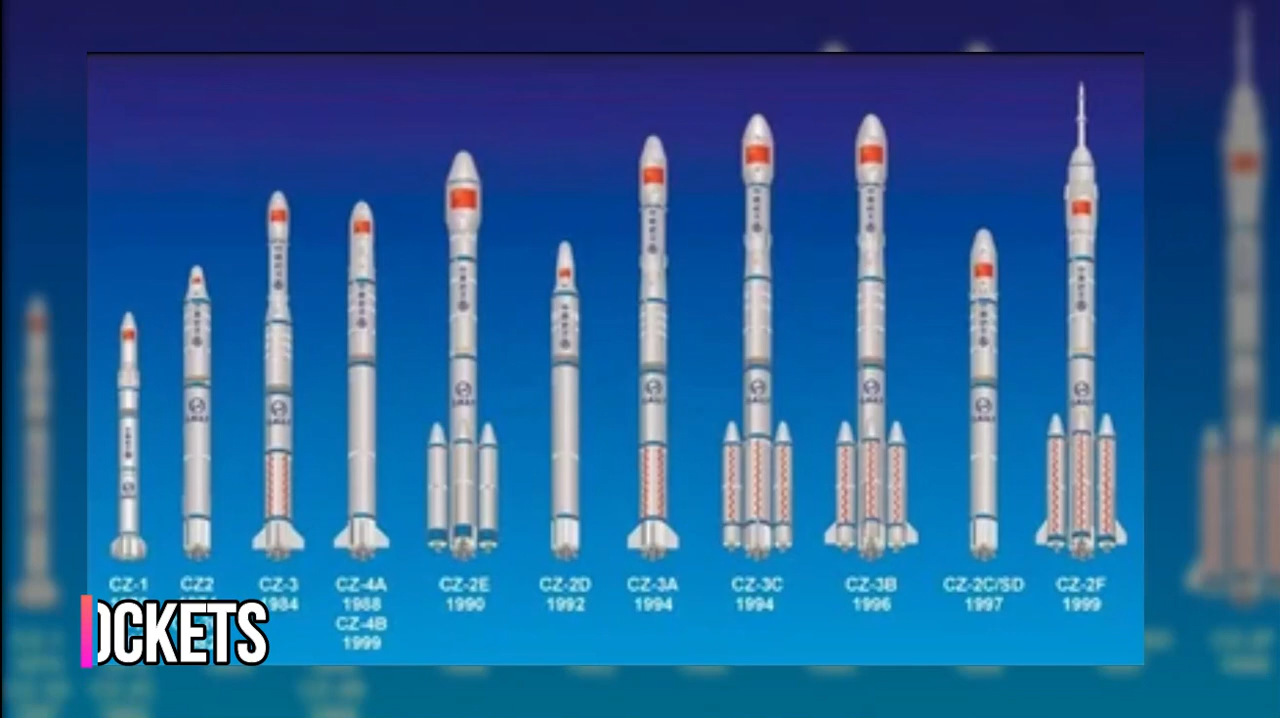 CZ-1
CZ2
CZ-3
1984
CZ-4A
1988
CZ-4B
1999
CZ-2E
1990
CZ-2D
1992
CZ-3A
1994
CZ-3C
1994
CZ-3B
1996
CZ-2C/SD
1997
CZ-2F
1999
OCKETS